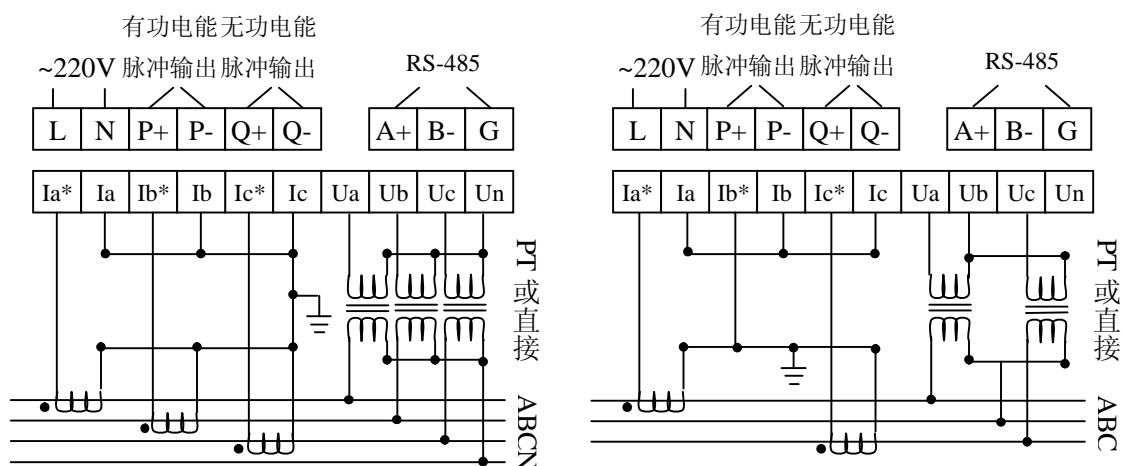 有功电能无功电能
~220V 脉冲输出脉冲输出 RS-485
L N P+ P- Q+ Q- A+ B- G
Ia* Ia Ib* Ib Ic* Ic Ua Ub Uc Un
PT 或直接
ABCN
有功电能无功电能
~220V 脉冲输出脉冲输出 RS-485
L N P+ P- Q+ Q- A+ B- G
Ia* Ia Ib* Ib Ic* Ic Ua Ub Uc Un
PT 或直接
ABC